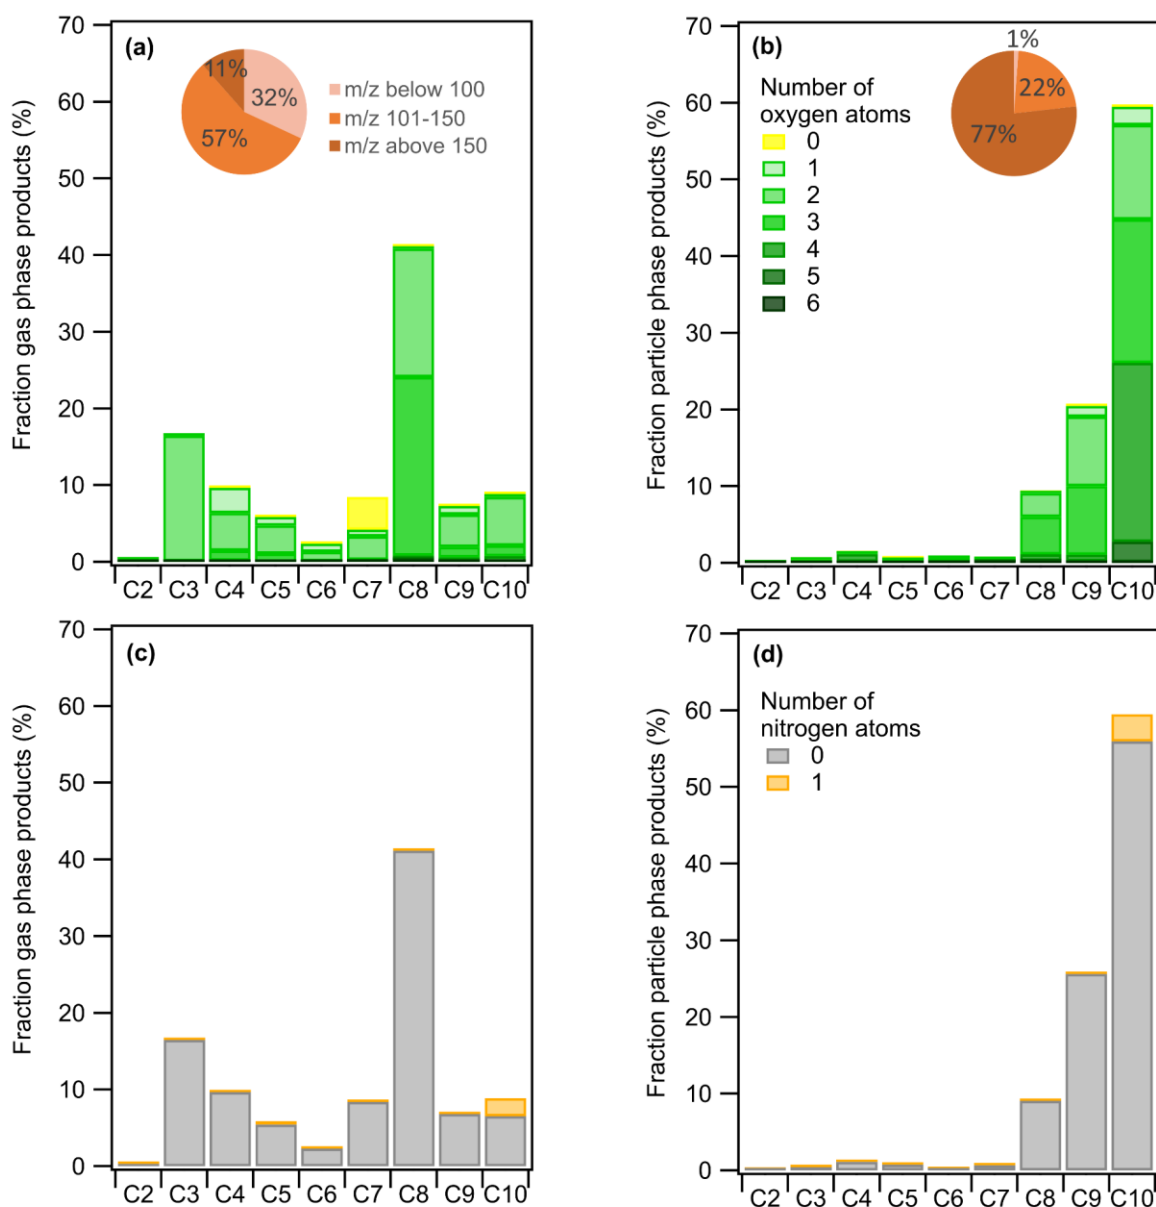 (a)
70
60
50
40
30
20
10
0
Fraction gas phase products (%)
11%
32%
57%
m/z below 100
m/z 101-150
m/z above 150
C2 C3 C4 C5 C6 C7 C8 C9 C10
(b)
70
60
50
40
30
20
10
0
Fraction particle phase products (%)
Number of
oxygen atoms
0
1
2
3
4
5
6
1%
22%
77%
C2 C3 C4 C5 C6 C7 C8 C9 C10
(c)
70
60
50
40
30
20
10
0
Fraction gas phase products (%)
C2 C3 C4 C5 C6 C7 C8 C9 C10
(d)
70
60
50
40
30
20
10
0
Fraction particle phase products (%)
Number of
nitrogen atoms
0
1
C2 C3 C4 C5 C6 C7 C8 C9 C10